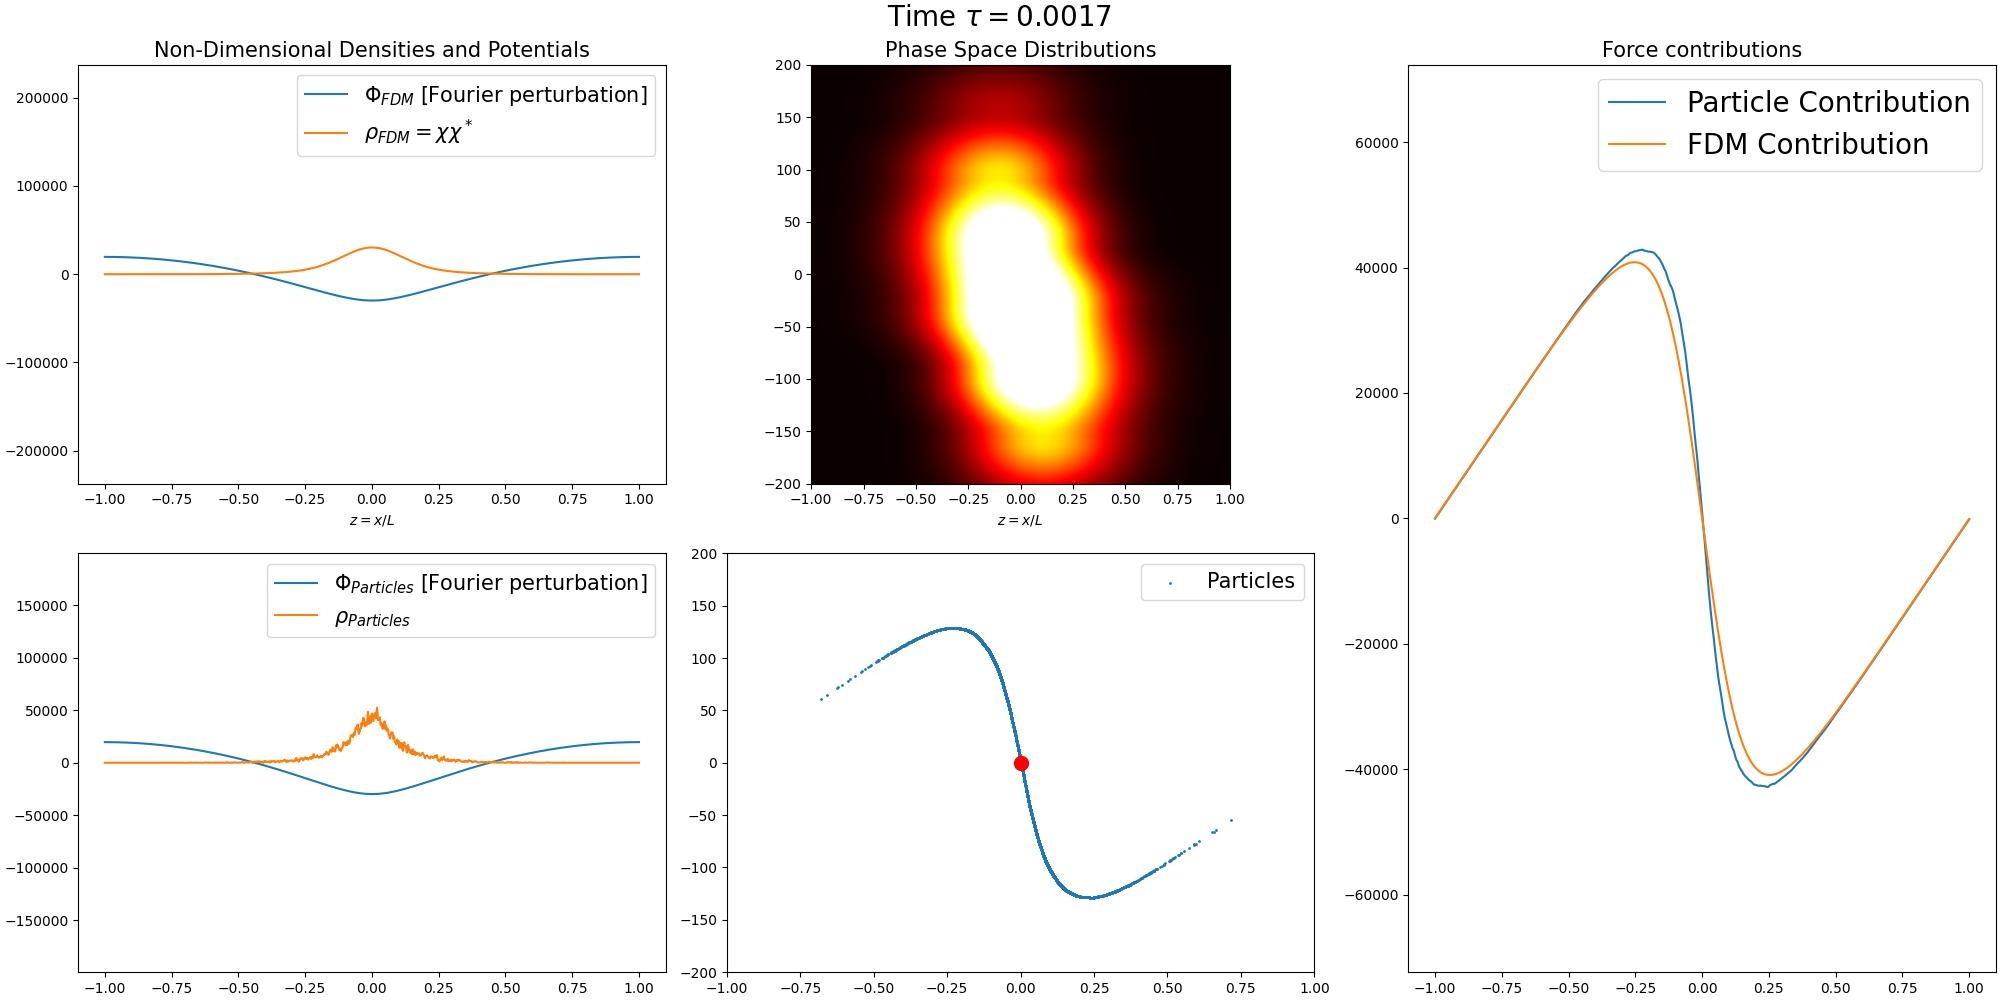 Time τ = 0.0017
Non-Dimensional Densities and Potentials
200000
100000
0
−100000
−200000
Φ_FDM [Fourier perturbation]
ρ_FDM = χχ*
−1.00 −0.75 −0.50 −0.25 0.00 0.25 0.50 0.75 1.00
z = x/L
Phase Space Distributions
200
150
100
50
0
−50
−100
−150
−200
−1.00 −0.75 −0.50 −0.25 0.00 0.25 0.50 0.75 1.00
z = x/L
Force contributions
Particle Contribution
FDM Contribution
60000
40000
20000
0
−20000
−40000
−60000
−1.00 −0.75 −0.50 −0.25 0.00 0.25 0.50 0.75 1.00
Φ_Particles [Fourier perturbation]
ρ_Particles
150000
100000
50000
0
−50000
−100000
−150000
−1.00 −0.75 −0.50 −0.25 0.00 0.25 0.50 0.75 1.00
Particles
200
150
100
50
0
−50
−100
−150
−200
−1.00 −0.75 −0.50 −0.25 0.00 0.25 0.50 0.75 1.00